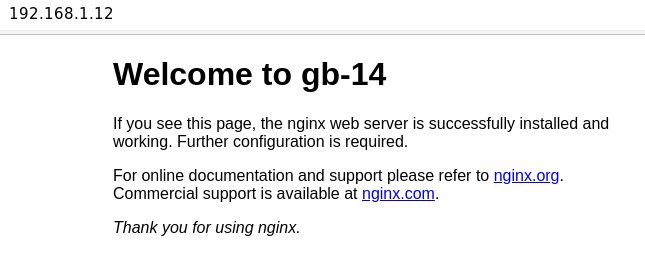 192.168.1.12
Welcome to gb-14
If you see this page, the nginx web server is successfully installed and
working. Further configuration is required.
For online documentation and support please refer to nginx.org.
Commercial support is available at nginx.com.
Thank you for using nginx.